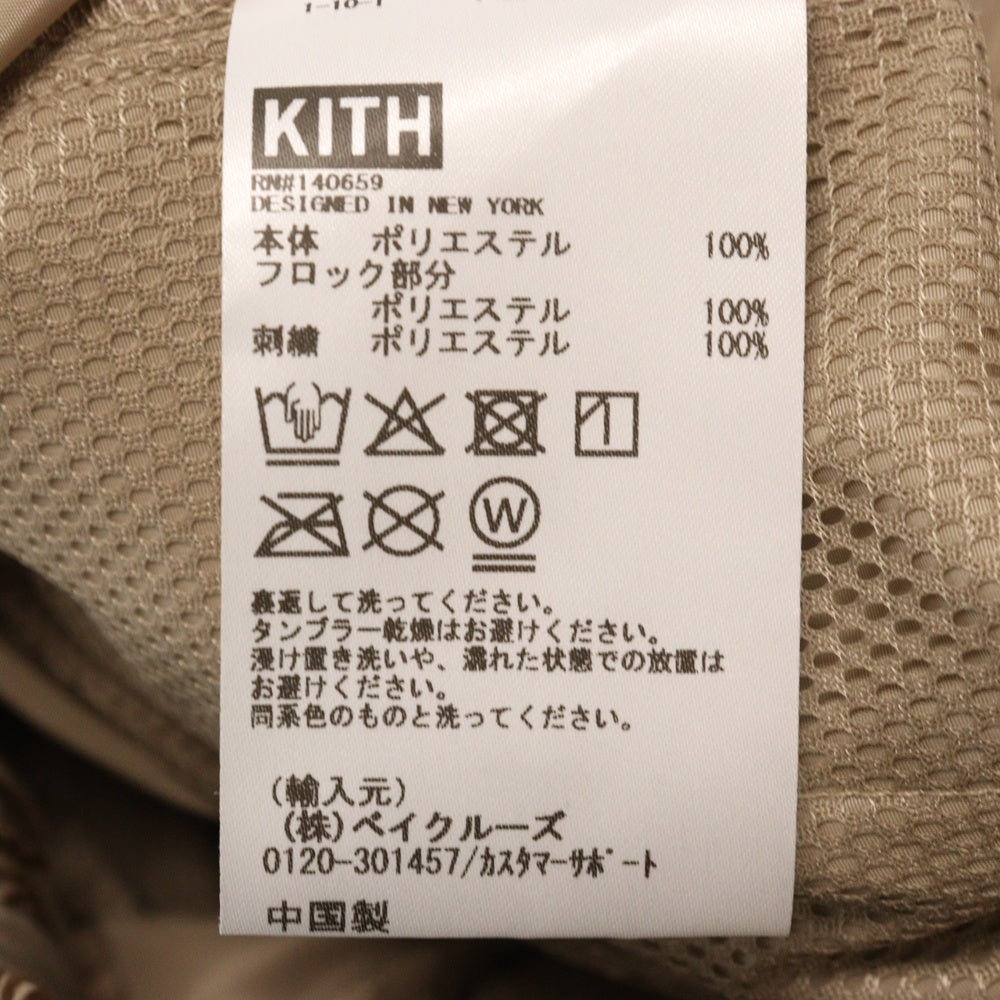 1-10-1
KITH
RN#140659
DESIGNED IN NEW YORK
本体 ポリエステル 100%
フロック部分
ポリエステル 100%
刺繍 ポリエステル 100%
W
裏返して洗ってください。
タンブラー乾燥はお避けください。
浸け置き洗いや、濡れた状態での放置は
お避けください。
同系色のものと洗ってください。
(輸入元)
(株)ベイクルーズ
0120-301457/カスタマーサポート
中国製